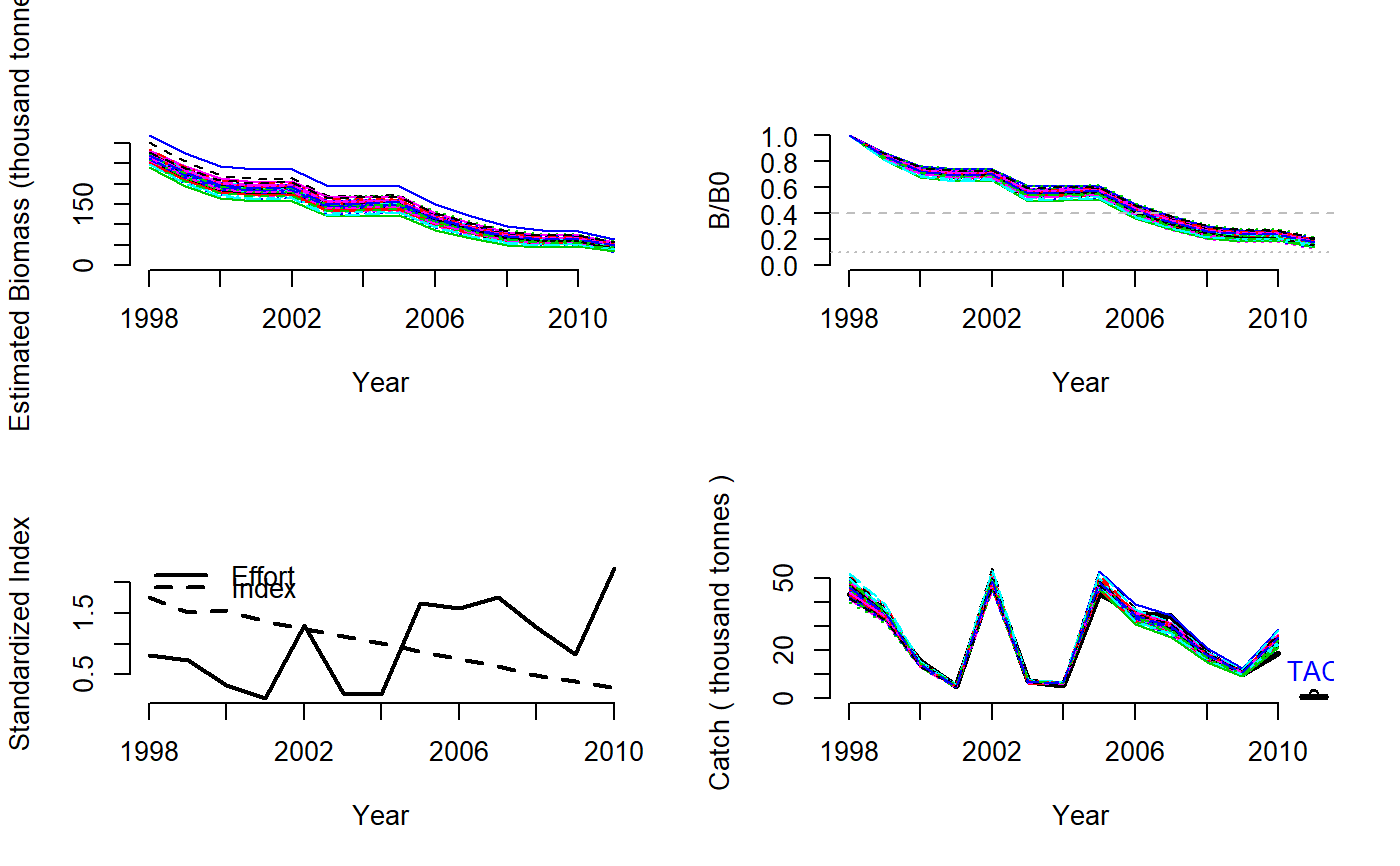 Estimated Biomass (thousand tonne
150
0
1998 2002 2006 2010
Year
B/B0
1.0
0.8
0.6
0.4
0.2
0.0
1998 2002 2006 2010
Year
Standardized Index
1.5
0.5
Effort
Index
1998 2002 2006 2010
Year
Catch ( thousand tonnes )
50
20
0
TAC
1998 2002 2006 2010
Year